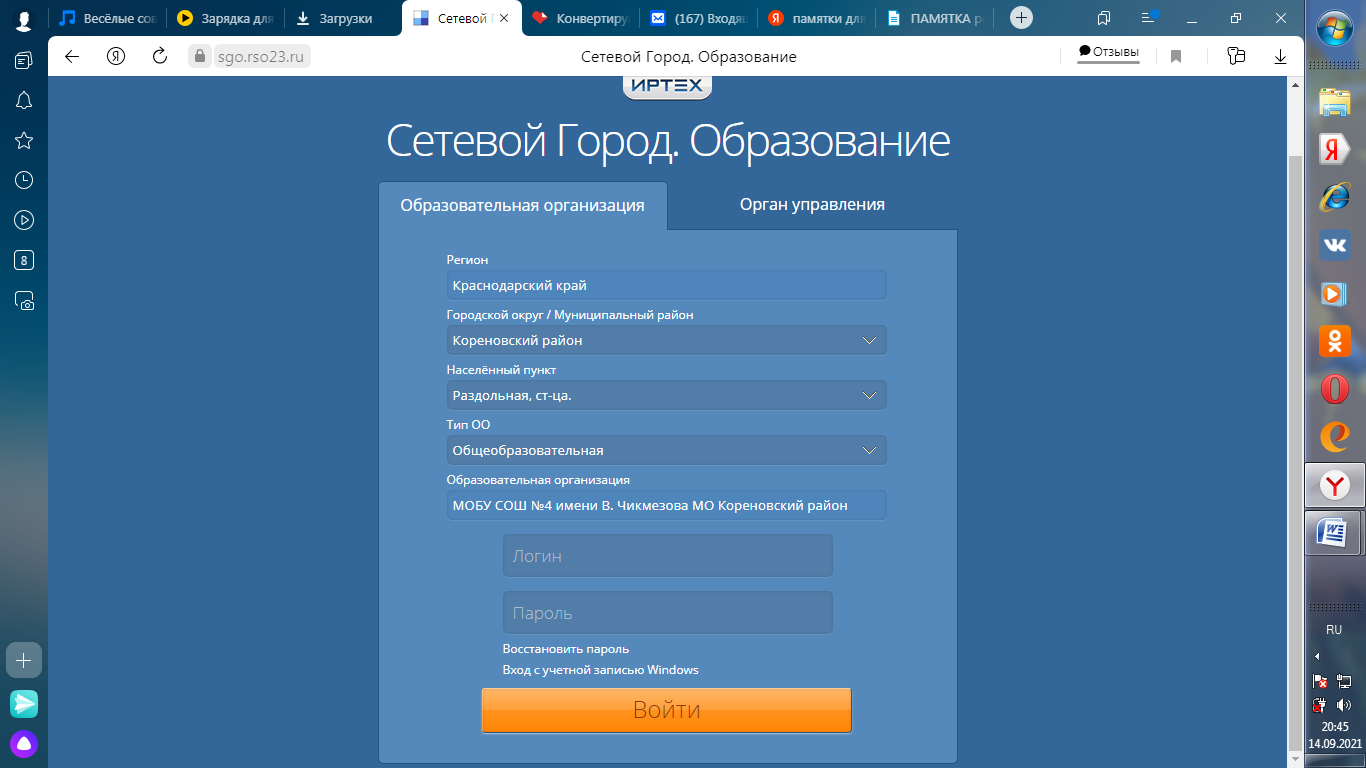 Весёлые сов
Зарядка для
Загрузки
Сетевой Г
Конвертиру
(167) Входящ
памятки для
ПАМЯТКА р
sgo.rso23.ru
Сетевой Город. Образование
Отзывы
ИРТЕХ
Сетевой Город. Образование
Образовательная организация
Орган управления
Регион
Краснодарский край
Городской округ / Муниципальный район
Кореновский район
Населённый пункт
Раздольная, ст-ца.
Тип ОО
Общеобразовательная
Образовательная организация
МОБУ СОШ №4 имени В. Чикмезова МО Кореновский район
Логин
Пароль
Восстановить пароль
Вход с учетной записью Windows
Войти
8
RU
20:45
14.09.2021